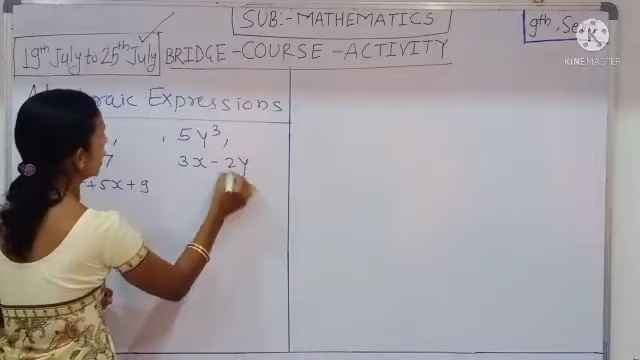 SUB:- MATHEMATICS
9th, Se
KINEMASTER
19th July to 25th July BRIDGE - COURSE - ACTIVITY
Expressions
, , 5y³,
7 3x - 2y
+ 5x + 9